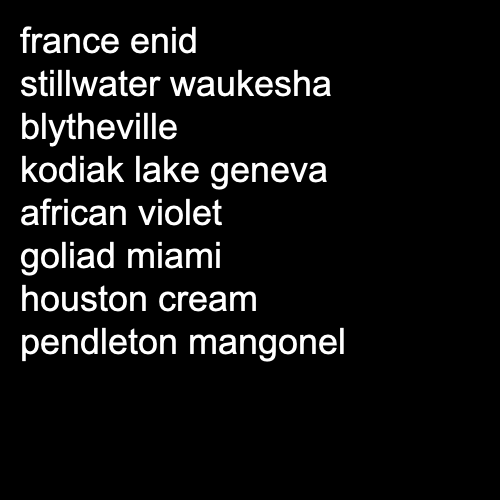 france enid
stillwater waukesha
blytheville
kodiak lake geneva
african violet
goliad miami
houston cream
pendleton mangonel